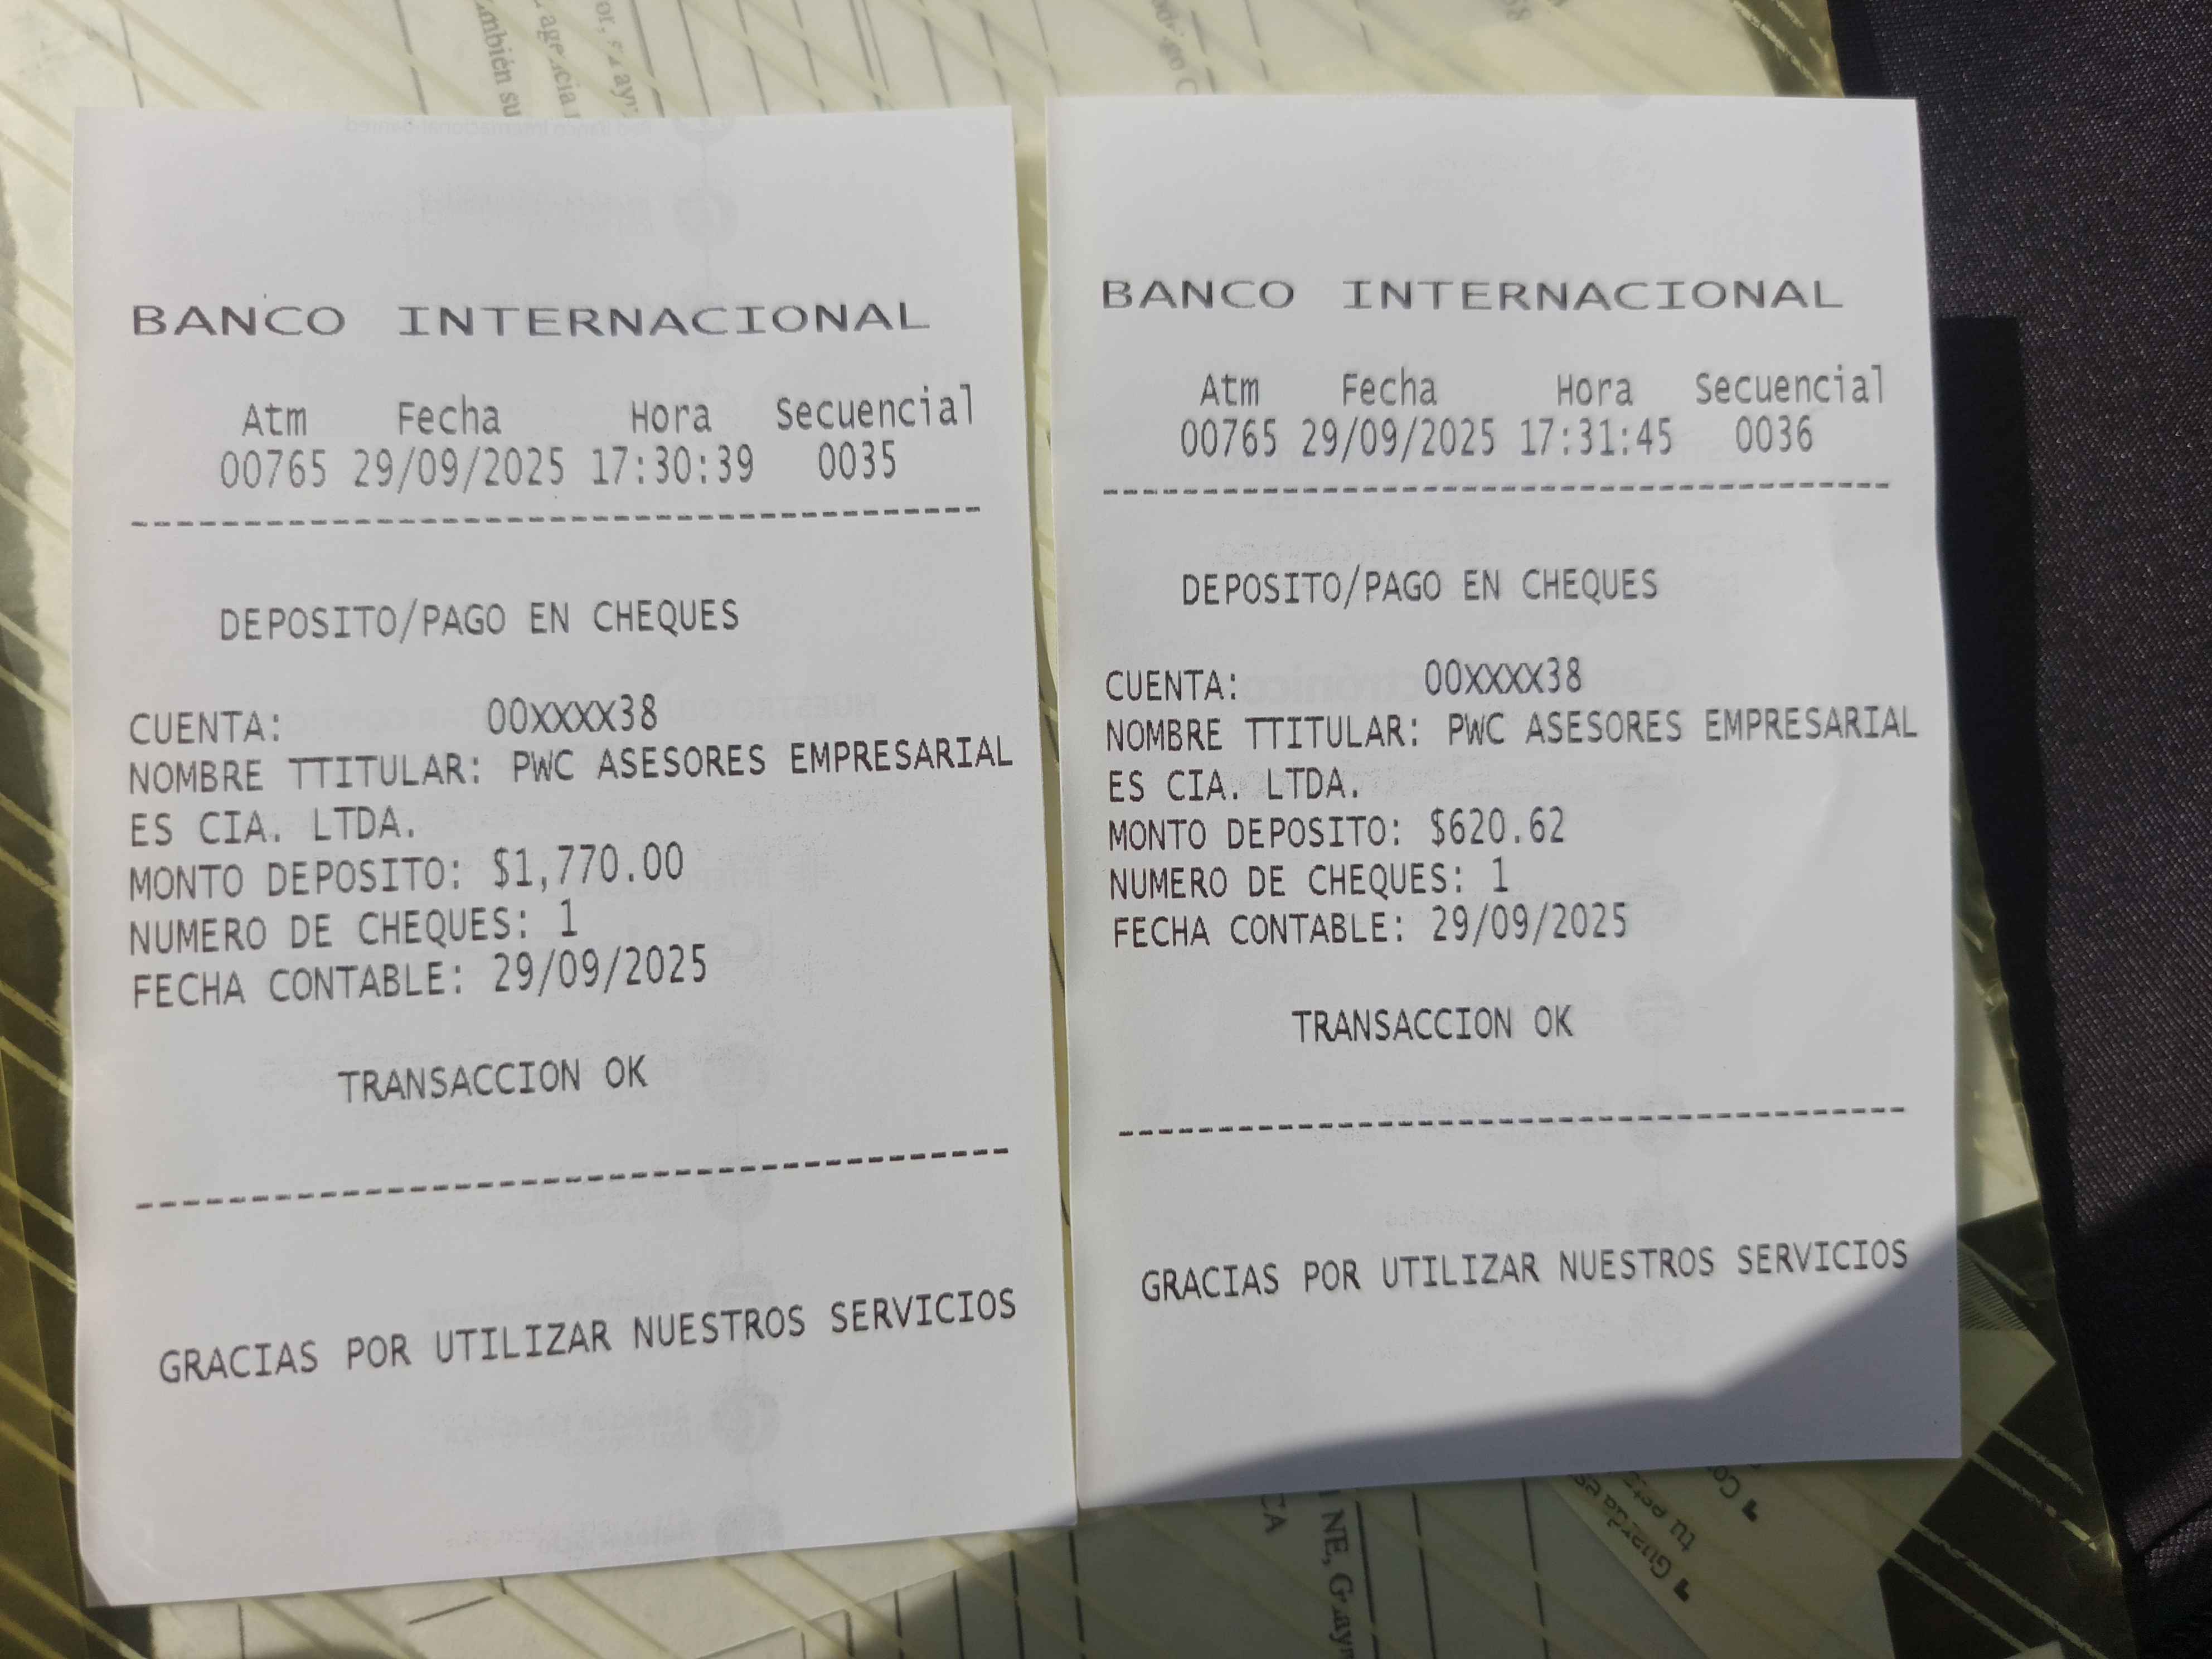 BANCO INTERNACIONAL
Atm Fecha Hora Secuencial
00765 29/09/2025 17:30:39 0035
DEPOSITO/PAGO EN CHEQUES
CUENTA: 00XXXX38
NOMBRE TTITULAR: PWC ASESORES EMPRESARIAL
ES CIA. LTDA.
MONTO DEPOSITO: $1,770.00
NUMERO DE CHEQUES: 1
FECHA CONTABLE: 29/09/2025
TRANSACCION OK
GRACIAS POR UTILIZAR NUESTROS SERVICIOS
BANCO INTERNACIONAL
Atm Fecha Hora Secuencial
00765 29/09/2025 17:31:45 0036
DEPOSITO/PAGO EN CHEQUES
CUENTA: 00XXXX38
NOMBRE TTITULAR: PWC ASESORES EMPRESARIAL
ES CIA. LTDA.
MONTO DEPOSITO: $620.62
NUMERO DE CHEQUES: 1
FECHA CONTABLE: 29/09/2025
TRANSACCION OK
GRACIAS POR UTILIZAR NUESTROS SERVICIOS
NE,
Guarda
tu